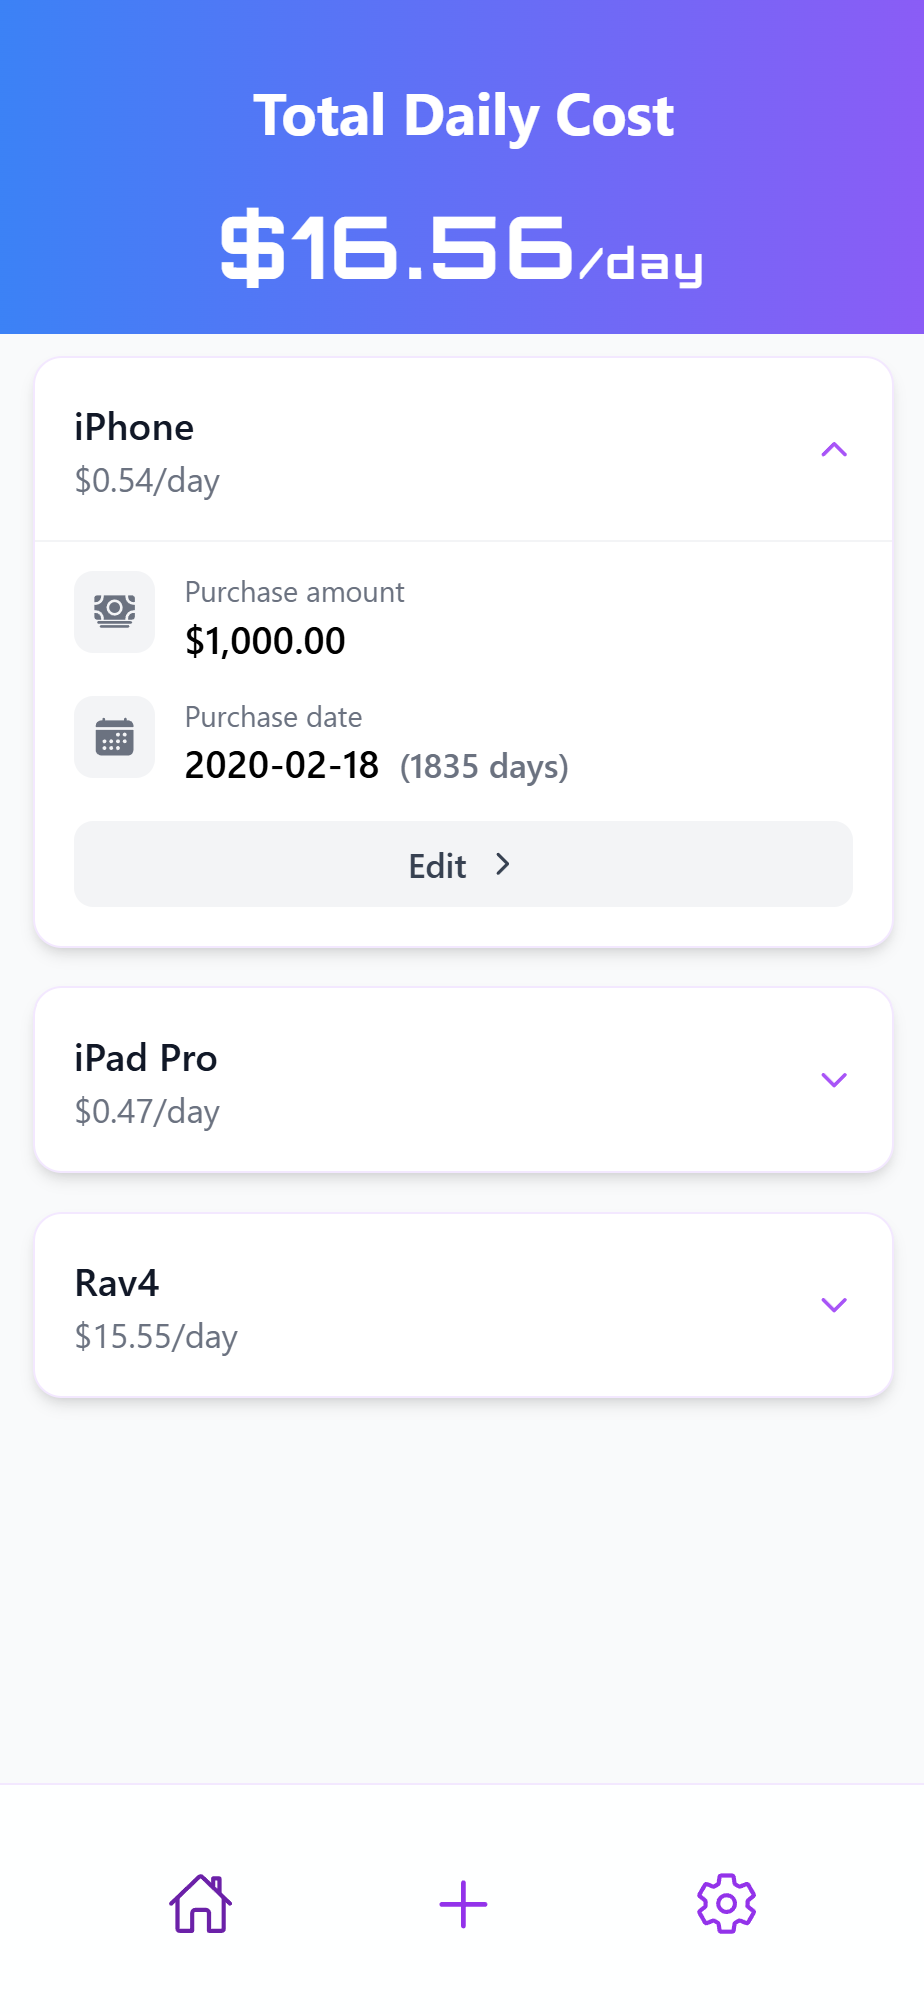 Total Daily Cost
$16.56/day
iPhone
$0.54/day
Purchase amount
$1,000.00
Purchase date
2020-02-18 (1835 days)
Edit
iPad Pro
$0.47/day
Rav4
$15.55/day